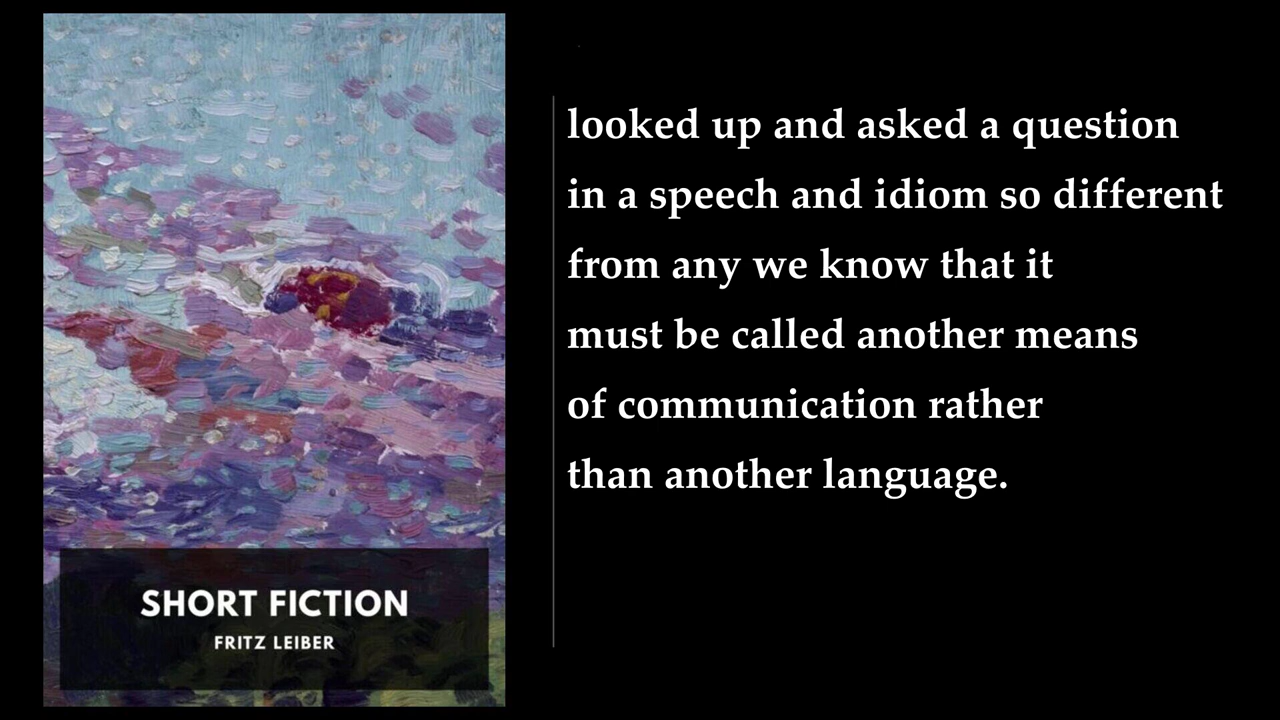 SHORT FICTION
FRITZ LEIBER
looked up and asked a question
in a speech and idiom so different
from any we know that it
must be called another means
of communication rather
than another language.